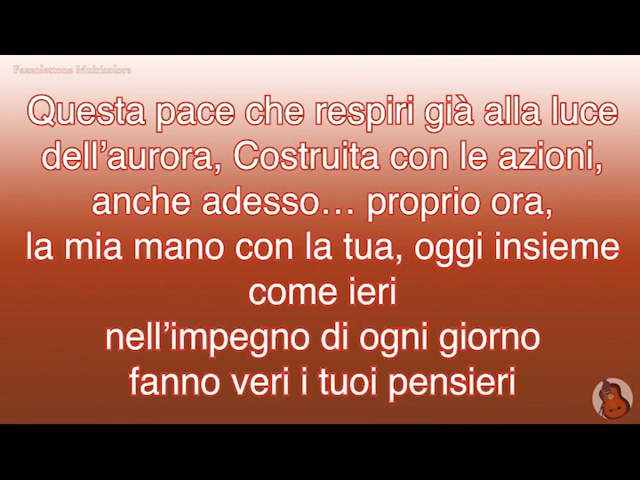 Fazzolettone Multicolore
Questa pace che respiri già alla luce
dell’aurora, Costruita con le azioni,
anche adesso… proprio ora,
la mia mano con la tua, oggi insieme
come ieri
nell’impegno di ogni giorno
fanno veri i tuoi pensieri